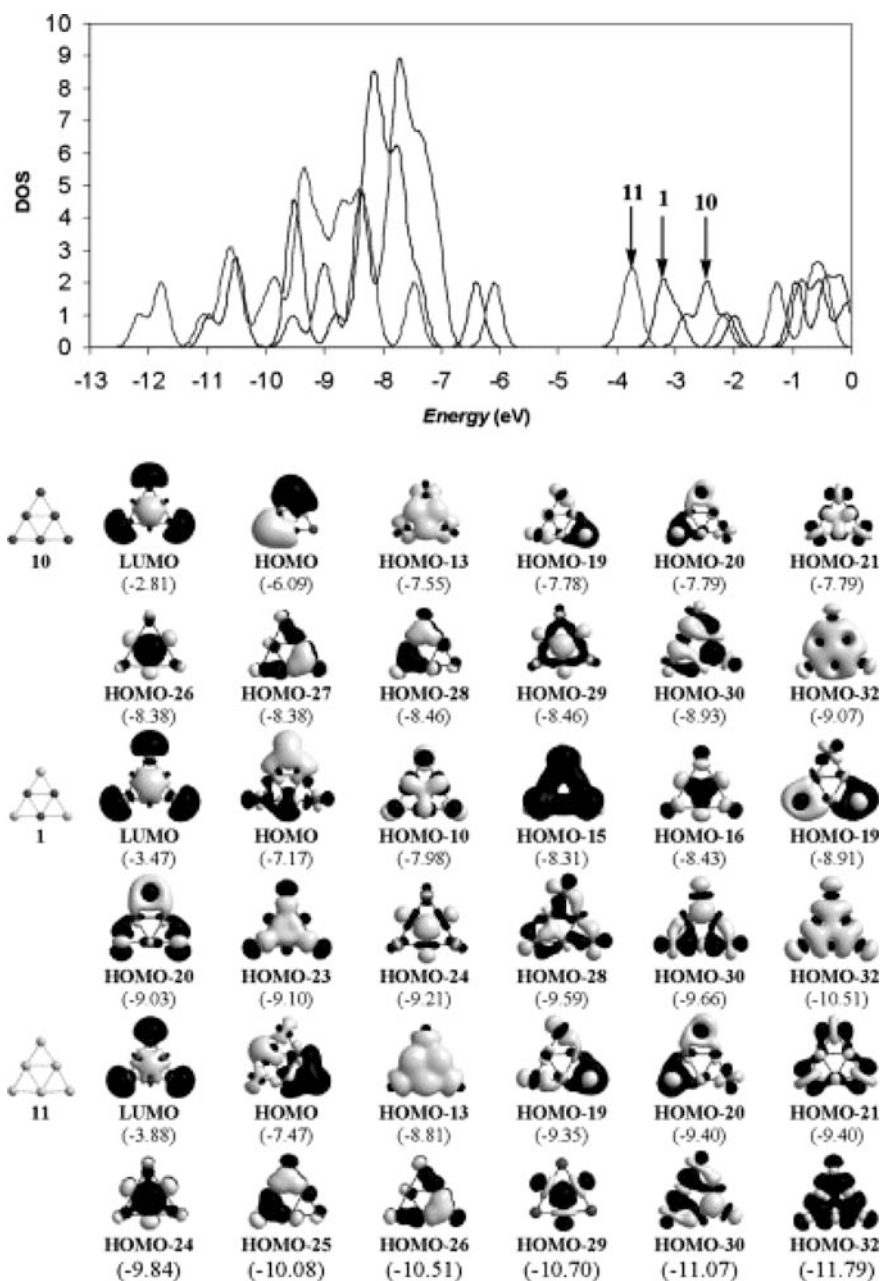 10
9
8
7
6
5
4
3
2
1
0
DOS
11
1
10
-13 -12 -11 -10 -9 -8 -7 -6 -5 -4 -3 -2 -1 0
Energy (eV)
10 LUMO HOMO HOMO-13 HOMO-19 HOMO-20 HOMO-21
(-2.81) (-6.09) (-7.55) (-7.78) (-7.79) (-7.79)
HOMO-26 HOMO-27 HOMO-28 HOMO-29 HOMO-30 HOMO-32
(-8.38) (-8.38) (-8.46) (-8.46) (-8.93) (-9.07)
1 LUMO HOMO HOMO-10 HOMO-15 HOMO-16 HOMO-19
(-3.47) (-7.17) (-7.98) (-8.31) (-8.43) (-8.91)
HOMO-20 HOMO-23 HOMO-24 HOMO-28 HOMO-30 HOMO-32
(-9.03) (-9.10) (-9.21) (-9.59) (-9.66) (-10.51)
11 LUMO HOMO HOMO-13 HOMO-19 HOMO-20 HOMO-21
(-3.88) (-7.47) (-8.81) (-9.35) (-9.40) (-9.40)
HOMO-24 HOMO-25 HOMO-26 HOMO-29 HOMO-30 HOMO-32
(-9.84) (-10.08) (-10.51) (-10.70) (-11.07) (-11.79)